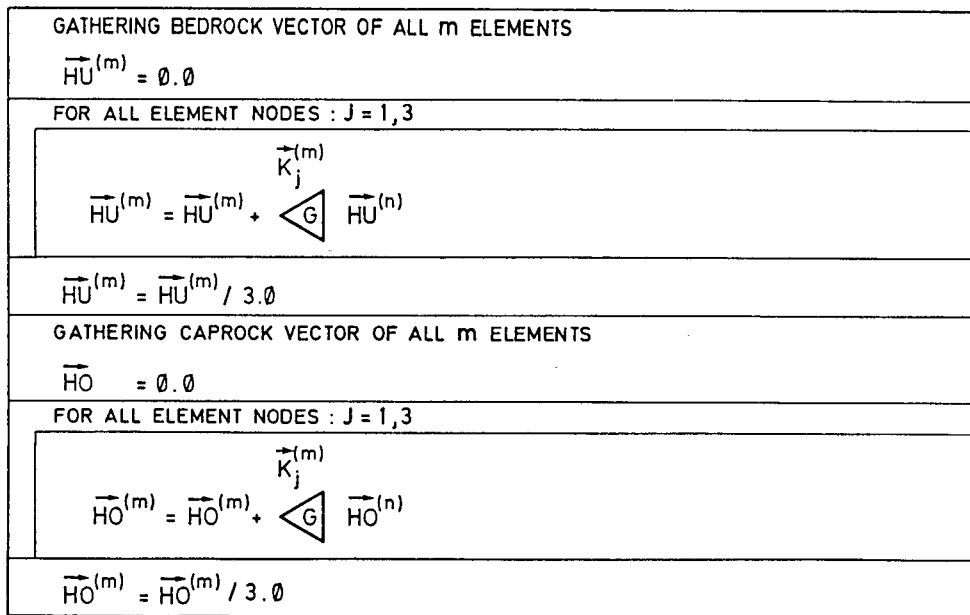 GATHERING BEDROCK VECTOR OF ALL m ELEMENTS
HU⃗^(m) = 0.0
FOR ALL ELEMENT NODES : J = 1,3
K⃗_j^(m)
HU⃗^(m) = HU⃗^(m) + G HU⃗^(n)
HU⃗^(m) = HU⃗^(m) / 3.0
GATHERING CAPROCK VECTOR OF ALL m ELEMENTS
HO⃗ = 0.0
FOR ALL ELEMENT NODES : J = 1,3
K⃗_j^(m)
HO⃗^(m) = HO⃗^(m) + G HO⃗^(n)
HO⃗^(m) = HO⃗^(m) / 3.0